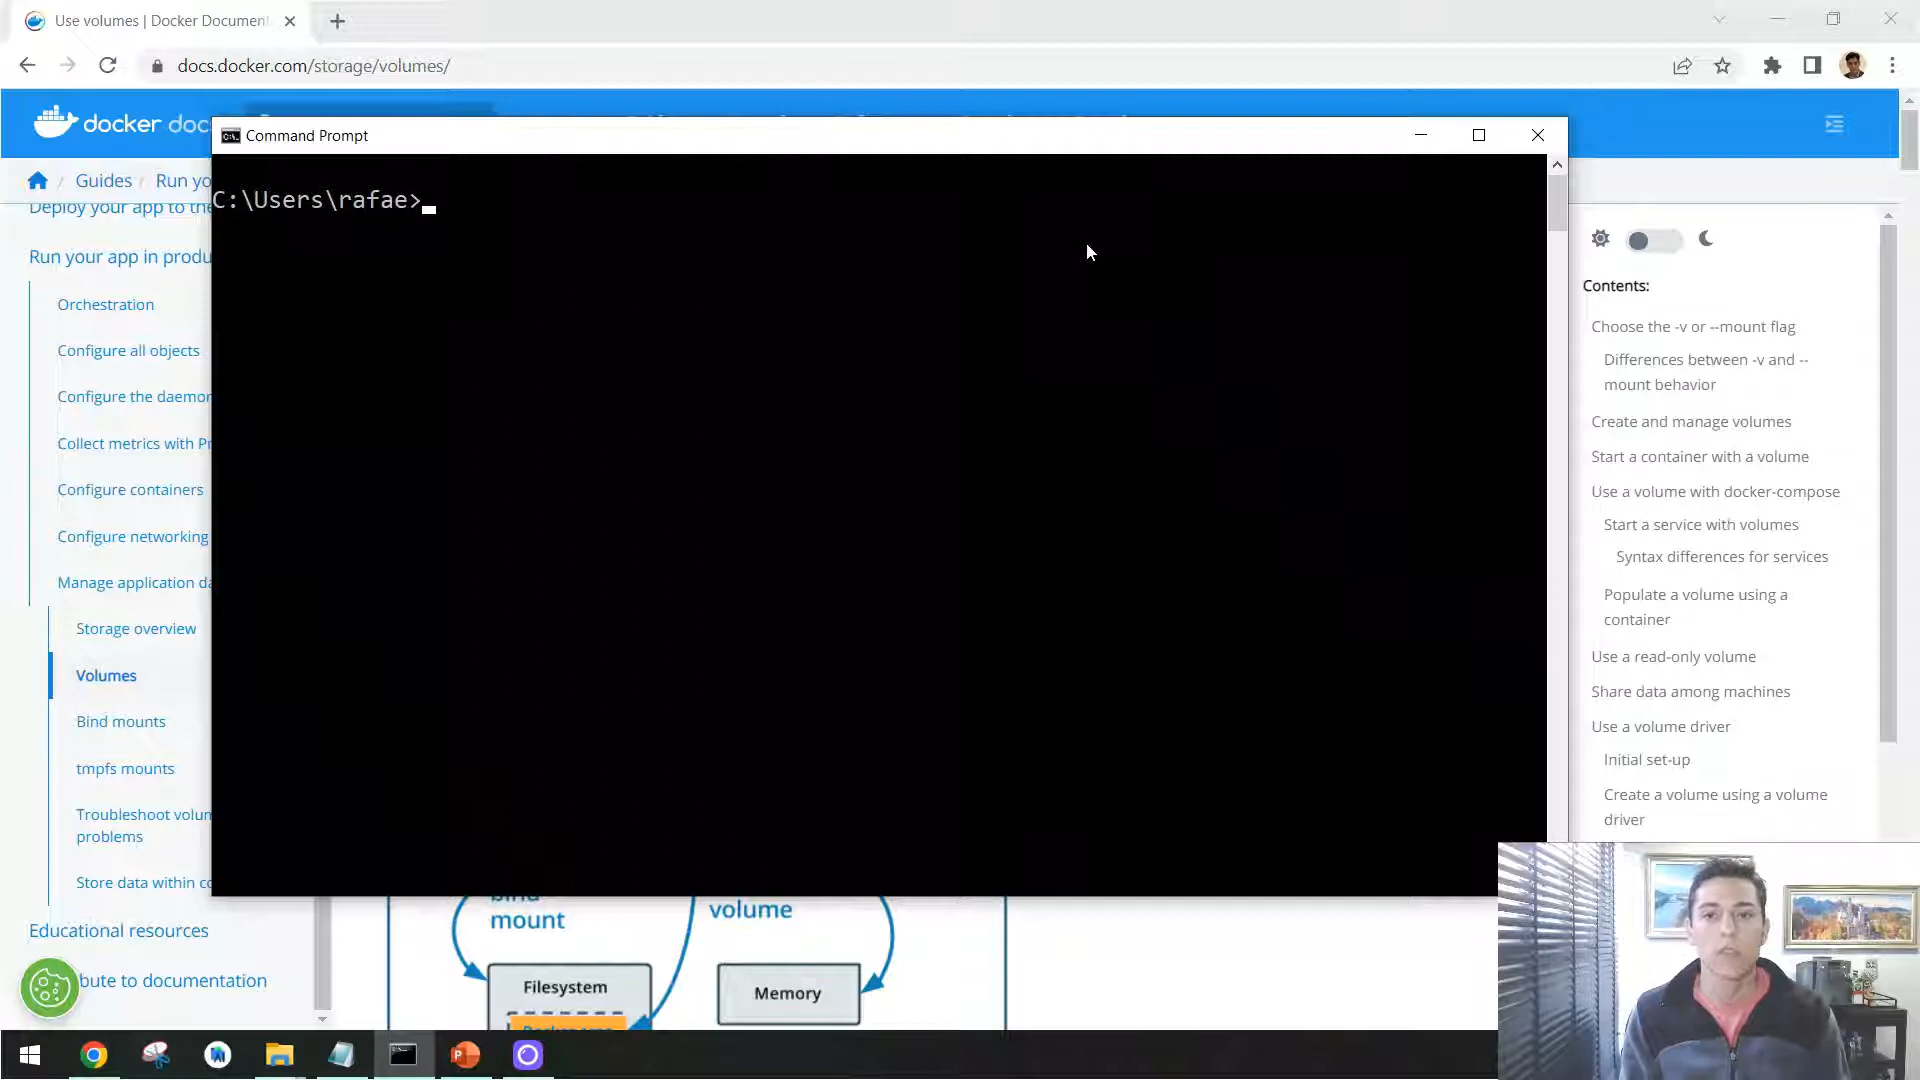 Use volumes | Docker Document
docs.docker.com/storage/volumes/
docker doc
Command Prompt
Guides / Run yo
Deploy your app to the
Run your app in produ
Orchestration
Configure all objects
Configure the daemon
Collect metrics with Pr
Configure containers
Configure networking
Manage application da
Storage overview
Volumes
Bind mounts
tmpfs mounts
Troubleshoot volum
problems
Store data within co
Educational resources
bute to documentation
C:\Users\rafae>
bind
mount
volume
Filesystem
Memory
Contents:
Choose the -v or --mount flag
Differences between -v and --
mount behavior
Create and manage volumes
Start a container with a volume
Use a volume with docker-compose
Start a service with volumes
Syntax differences for services
Populate a volume using a
container
Use a read-only volume
Share data among machines
Use a volume driver
Initial set-up
Create a volume using a volume
driver